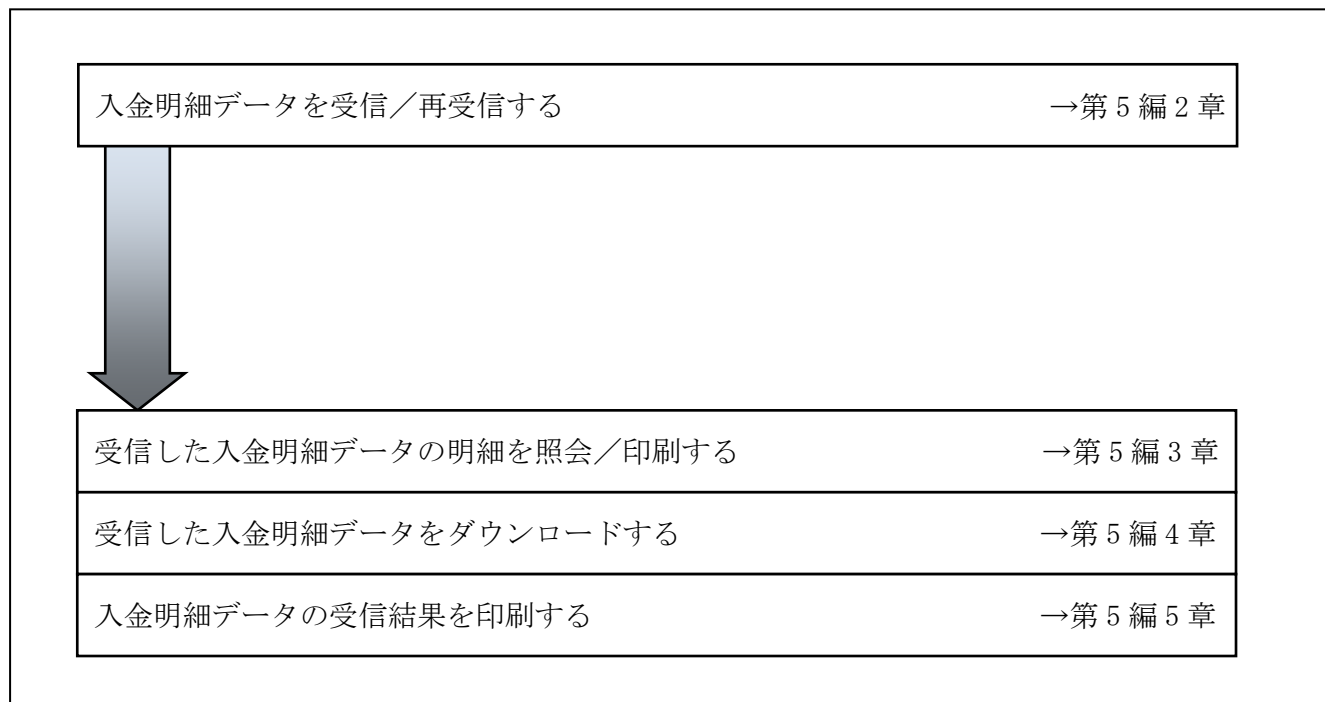 入金明細データを受信／再受信する →第５編２章
受信した入金明細データの明細を照会／印刷する →第５編３章
受信した入金明細データをダウンロードする →第５編４章
入金明細データの受信結果を印刷する →第５編５章